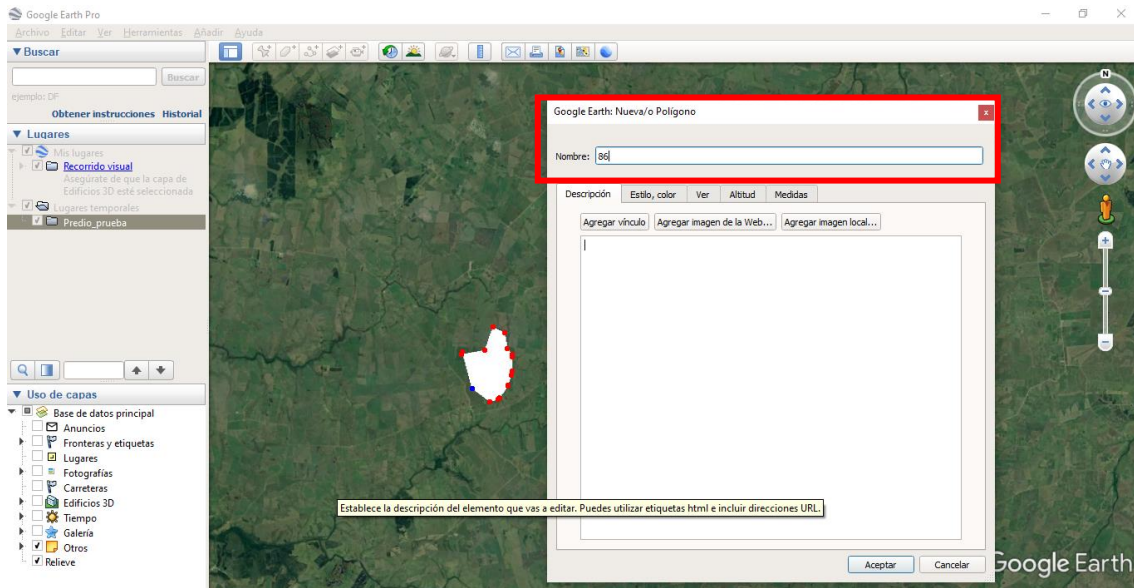 Google Earth Pro
Archivo Editar Ver Herramientas Añadir Ayuda
▼ Buscar
Buscar
ejemplo: DF
Obtener instrucciones Historial
▼ Lugares
Mis lugares
Recorrido visual
Asegúrate de que la capa de
Edificios 3D esté seleccionada
Lugares temporales
Predio_prueba
▼ Uso de capas
Base de datos principal
Anuncios
Fronteras y etiquetas
Lugares
Fotografías
Carreteras
Edificios 3D
Tiempo
Galería
Otros
Relieve
N
Google Earth: Nueva/o Polígono
x
Nombre: 86
Descripción Estilo, color Ver Altitud Medidas
Agregar vínculo Agregar imagen de la Web... Agregar imagen local...
Establece la descripción del elemento que vas a editar. Puedes utilizar etiquetas html e incluir direcciones URL.
Aceptar Cancelar
Google Earth